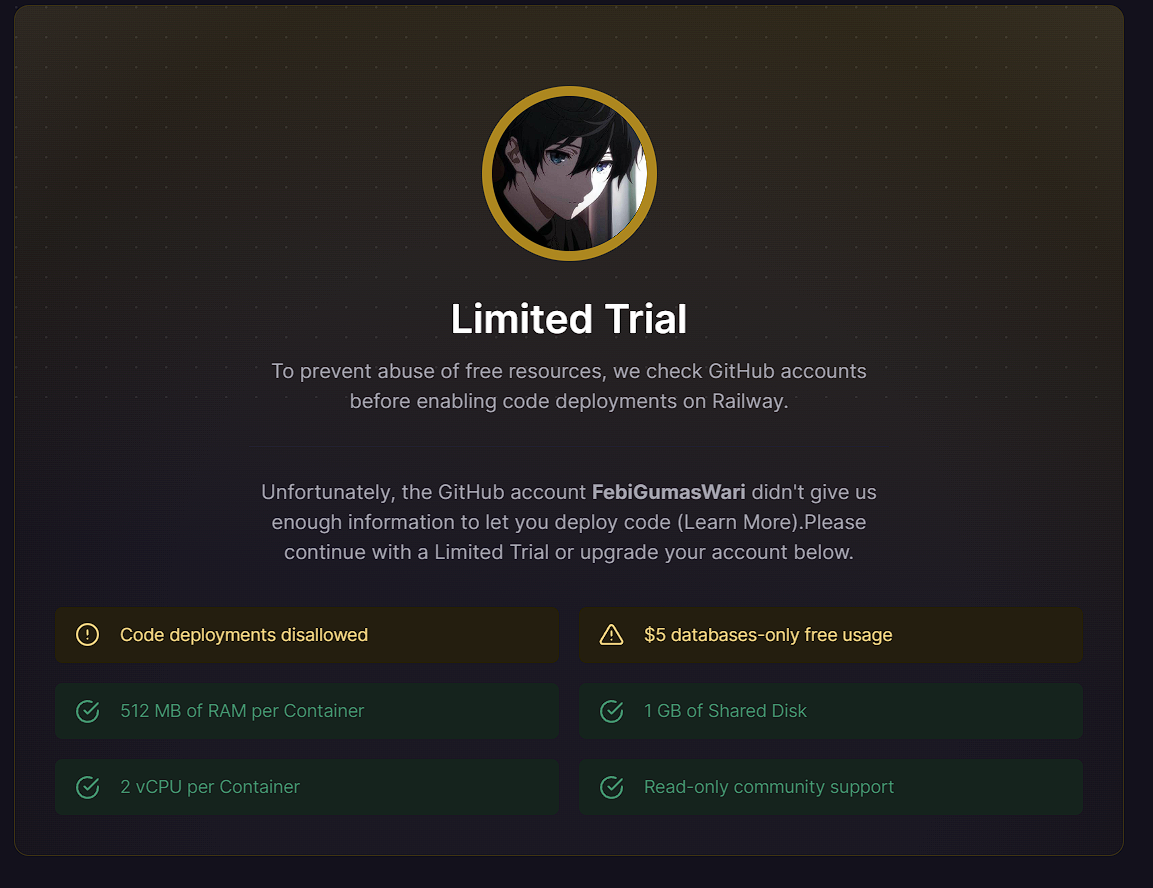 Limited Trial
To prevent abuse of free resources, we check GitHub accounts
before enabling code deployments on Railway.
Unfortunately, the GitHub account FebiGumasWari didn't give us
enough information to let you deploy code (Learn More).Please
continue with a Limited Trial or upgrade your account below.
Code deployments disallowed
$5 databases-only free usage
512 MB of RAM per Container
1 GB of Shared Disk
2 vCPU per Container
Read-only community support